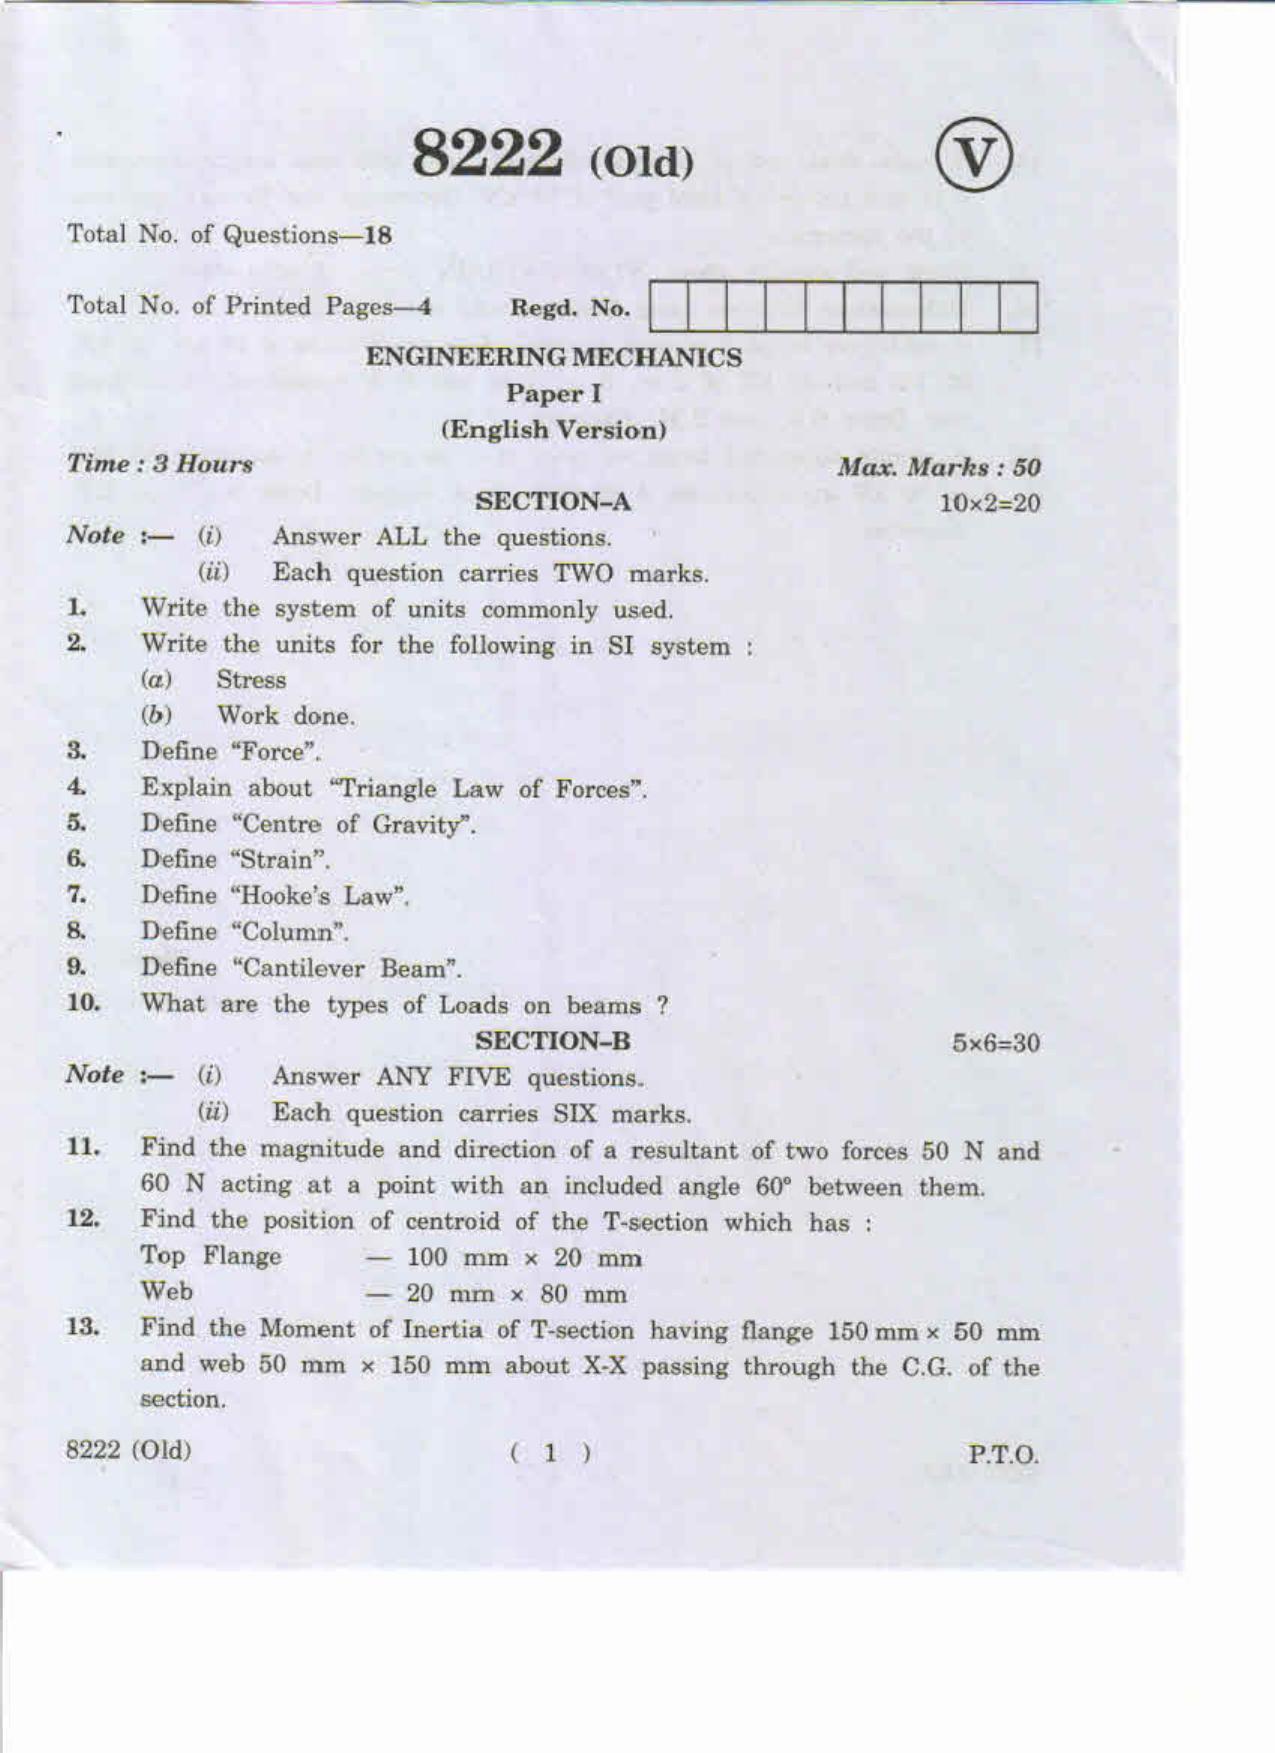 8222 (Old) V
Total No. of Questions—18
Total No. of Printed Pages—4 Regd. No.
ENGINEERING MECHANICS
Paper I
(English Version)
Time : 3 Hours Max. Marks : 50
SECTION–A 10×2=20
Note :— (i) Answer ALL the questions.
(ii) Each question carries TWO marks.
1. Write the system of units commonly used.
2. Write the units for the following in SI system :
(a) Stress
(b) Work done.
3. Define “Force”.
4. Explain about “Triangle Law of Forces”.
5. Define “Centre of Gravity”.
6. Define “Strain”.
7. Define “Hooke’s Law”.
8. Define “Column”.
9. Define “Cantilever Beam”.
10. What are the types of Loads on beams ?
SECTION–B 5×6=30
Note :— (i) Answer ANY FIVE questions.
(ii) Each question carries SIX marks.
11. Find the magnitude and direction of a resultant of two forces 50 N and
60 N acting at a point with an included angle 60° between them.
12. Find the position of centroid of the T-section which has :
Top Flange — 100 mm × 20 mm
Web — 20 mm × 80 mm
13. Find the Moment of Inertia of T-section having flange 150 mm × 50 mm
and web 50 mm × 150 mm about X-X passing through the C.G. of the
section.
8222 (Old) ( 1 ) P.T.O.